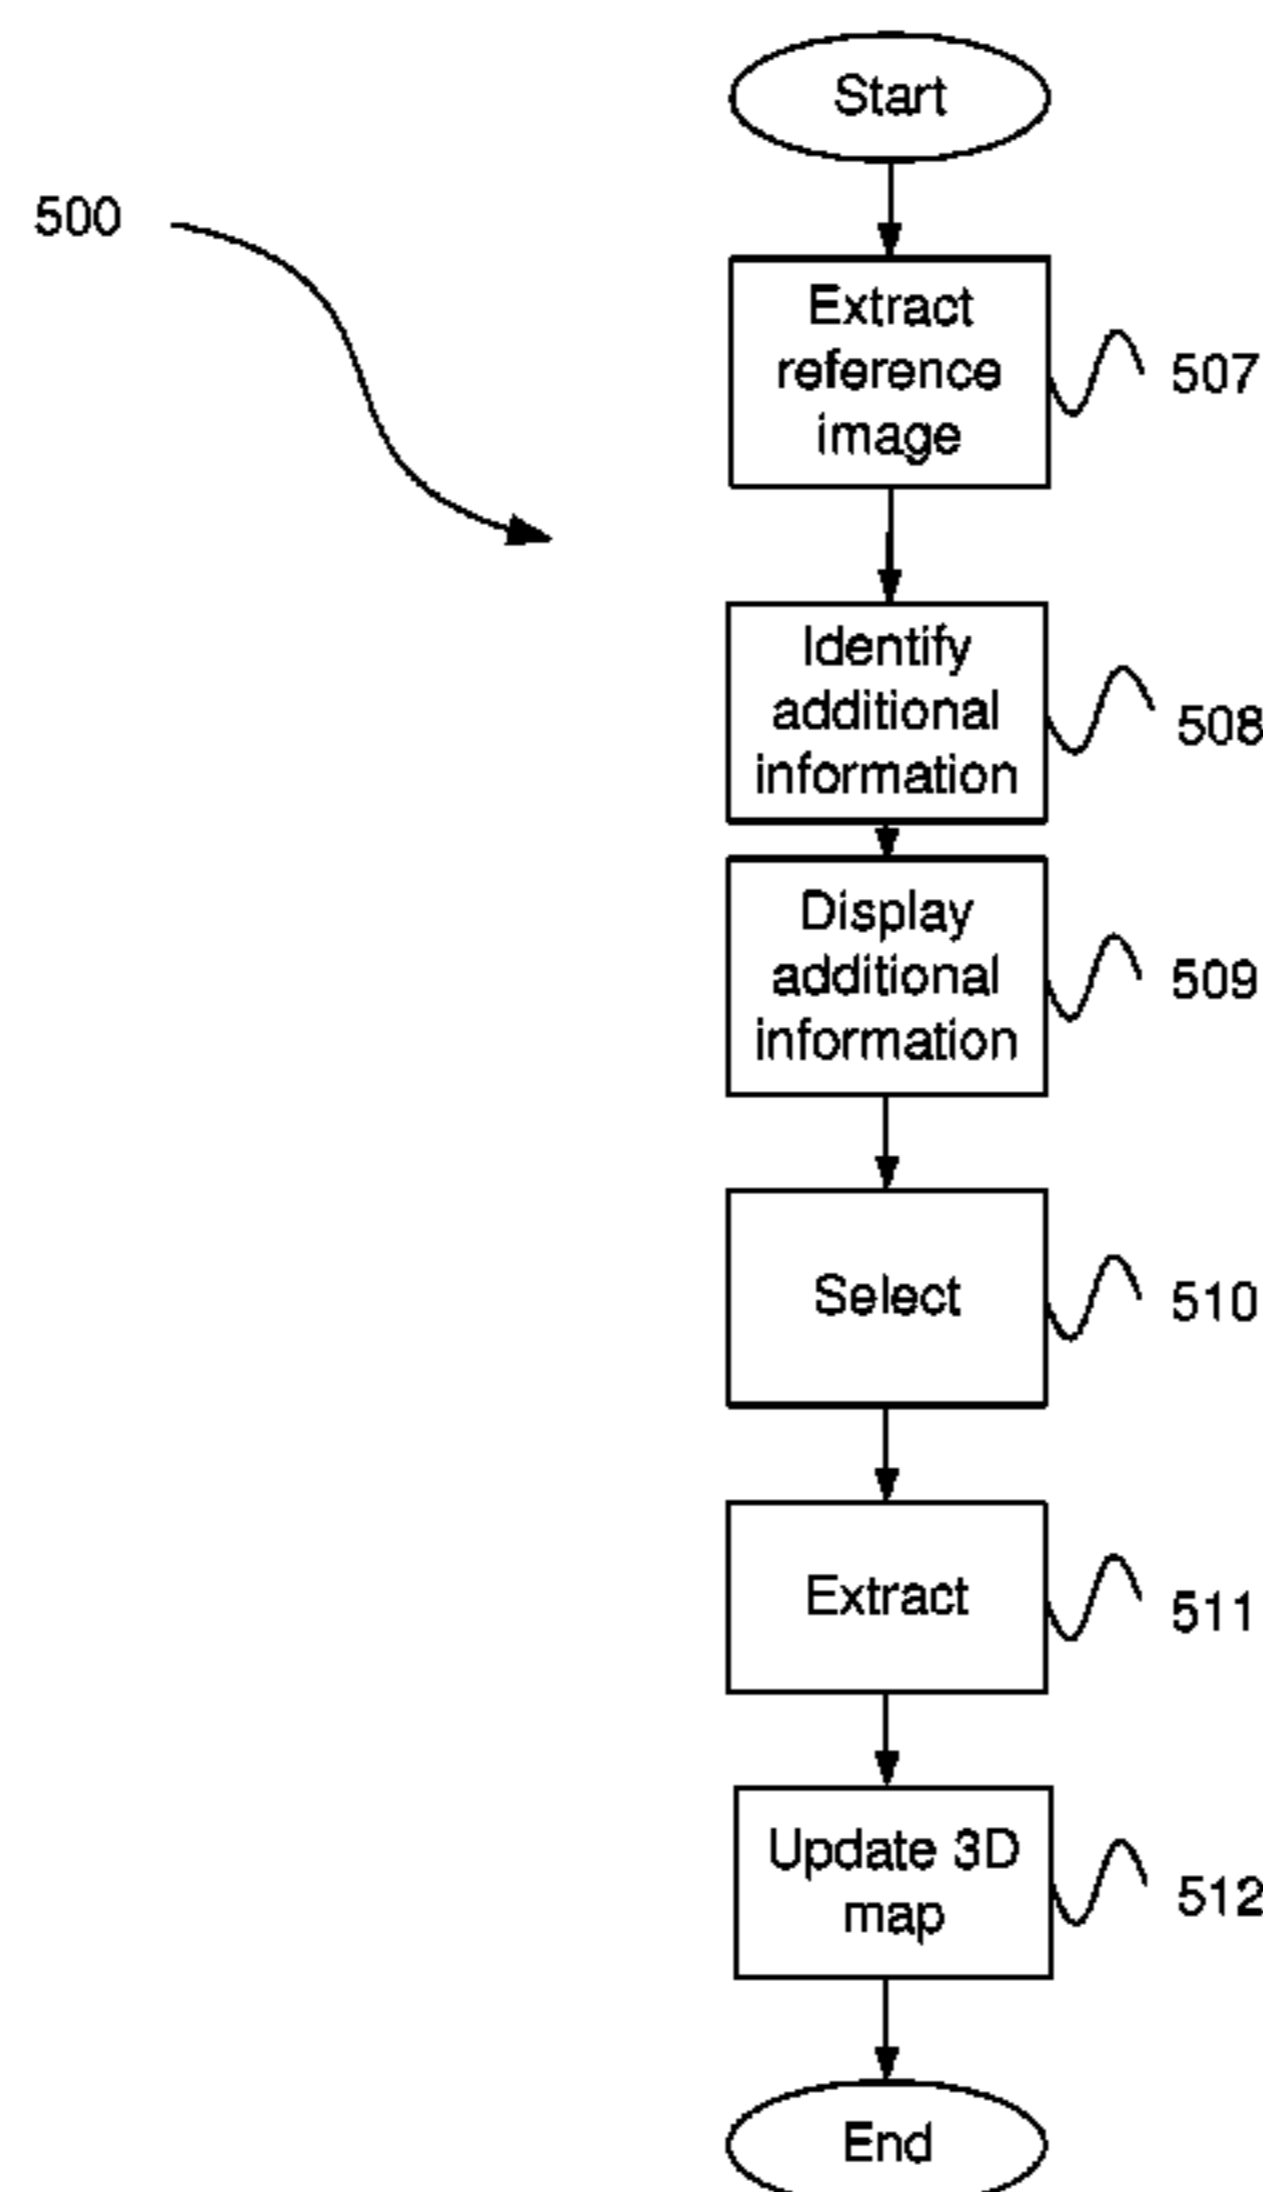 Start
500
Extract
reference
image
507
Identify
additional
information
508
Display
additional
information
509
Select
510
Extract
511
Update 3D
map
512
End